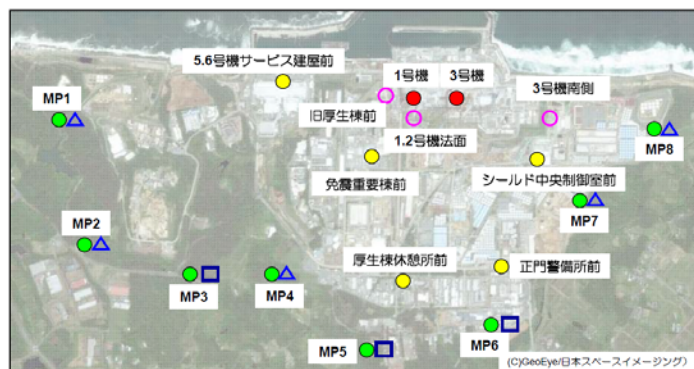 5.6号機サービス建屋前
1号機
3号機
MP1
旧厚生棟前
3号機南側
1.2号機法面
MP8
免震重要棟前
シールド中央制御室前
MP7
MP2
厚生棟休憩所前
正門警備所前
MP3
MP4
MP6
MP5
(C)GeoEye/日本スペースイメージング）